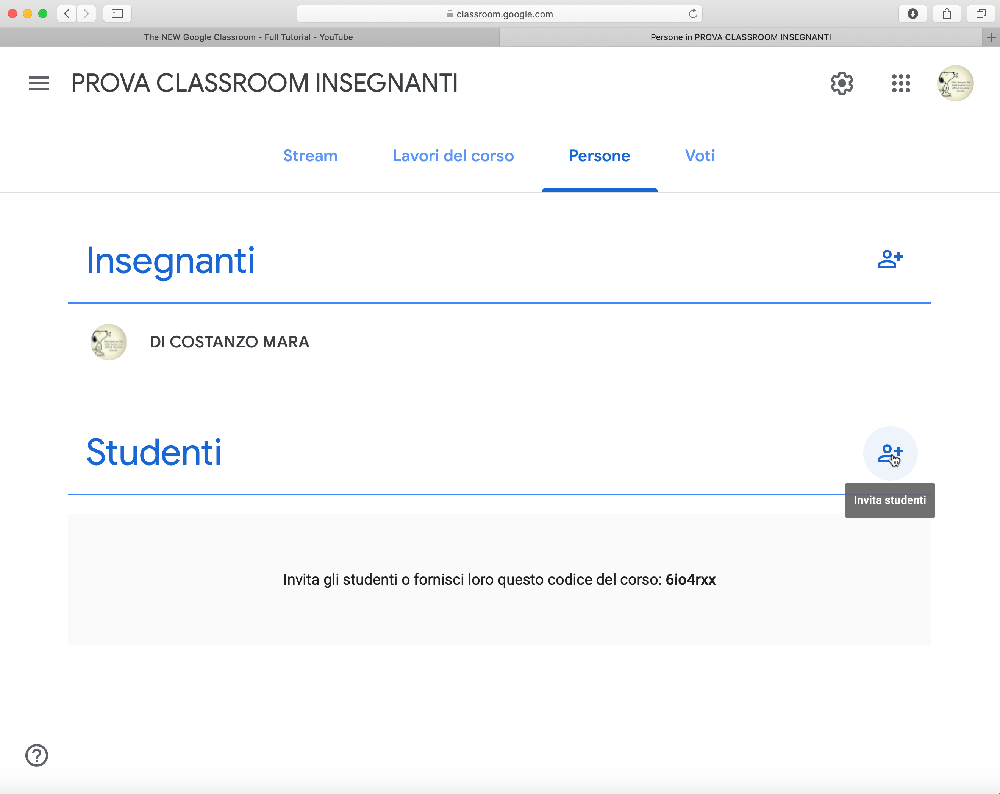 classroom.google.com
The NEW Google Classroom - Full Tutorial - YouTube
Persone in PROVA CLASSROOM INSEGNANTI
PROVA CLASSROOM INSEGNANTI
Stream
Lavori del corso
Persone
Voti
Insegnanti
DI COSTANZO MARA
Studenti
Invita studenti
Invita gli studenti o fornisci loro questo codice del corso: 6io4rxx